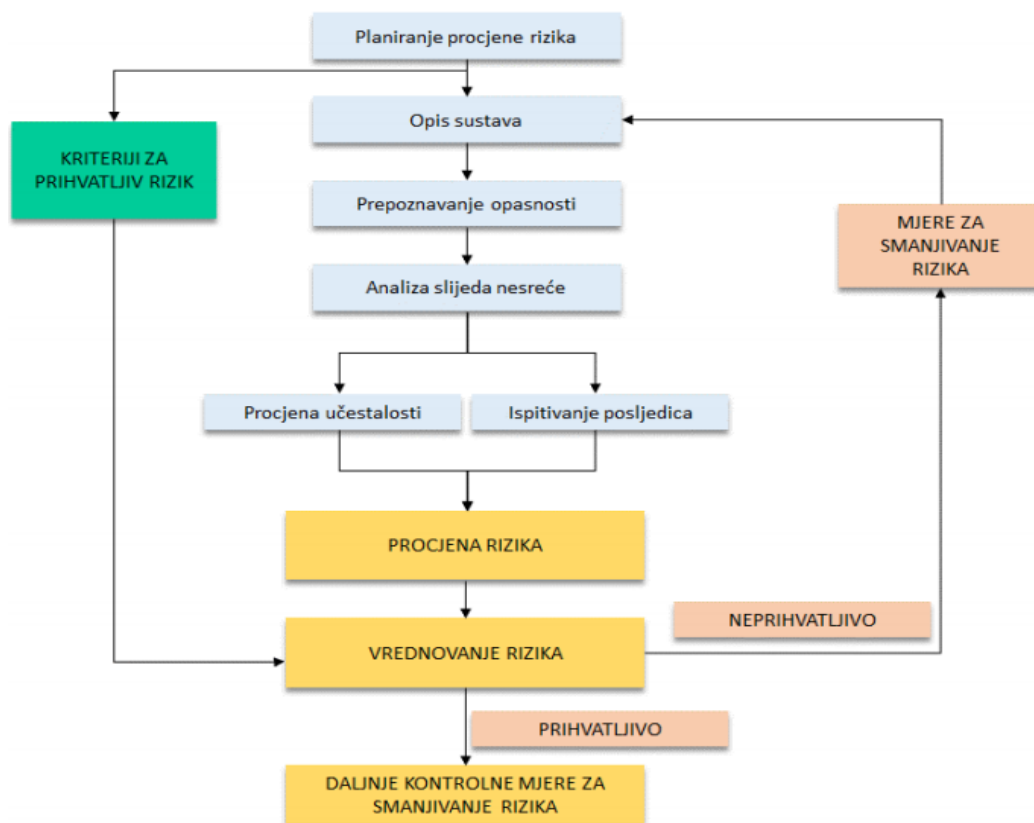 Planiranje procjene rizika
Opis sustava
KRITERIJI ZA
PRIHVATLJIV RIZIK
Prepoznavanje opasnosti
MJERE ZA
SMANJIVANJE
RIZIKA
Analiza slijeda nesreće
Procjena učestalosti
Ispitivanje posljedica
PROCJENA RIZIKA
NEPRIHVATLJIVO
VREDNOVANJE RIZIKA
PRIHVATLJIVO
DALJNJE KONTROLNE MJERE ZA
SMANJIVANJE RIZIKA